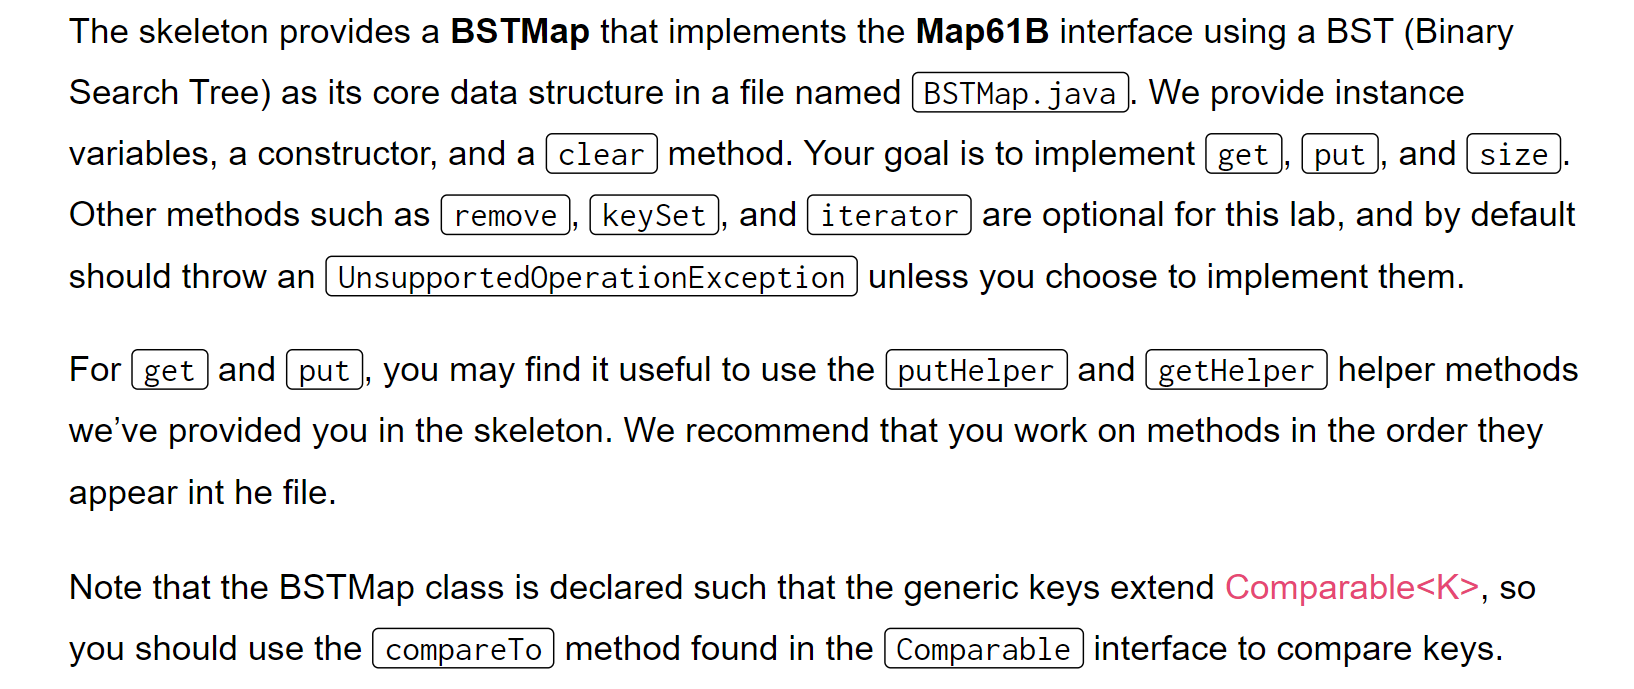 The skeleton provides a BSTMap that implements the Map61B interface using a BST (Binary
Search Tree) as its core data structure in a file named BSTMap.java. We provide instance
variables, a constructor, and a clear method. Your goal is to implement get, put, and size.
Other methods such as remove, keySet, and iterator are optional for this lab, and by default
should throw an UnsupportedOperationException unless you choose to implement them.
For get and put, you may find it useful to use the putHelper and getHelper helper methods
we’ve provided you in the skeleton. We recommend that you work on methods in the order they
appear int he file.
Note that the BSTMap class is declared such that the generic keys extend Comparable<K>, so
you should use the compareTo method found in the Comparable interface to compare keys.